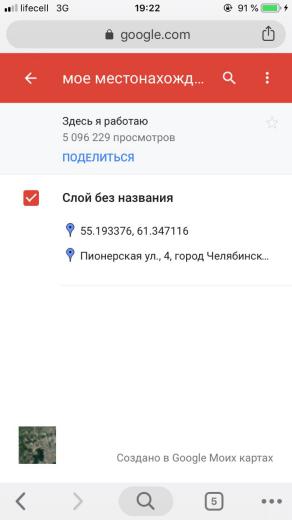 lifecell 3G 19:22 91 %
google.com
мое местонахожд...
Здесь я работаю
5 096 229 просмотров
ПОДЕЛИТЬСЯ
Слой без названия
55.193376, 61.347116
Пионерская ул., 4, город Челябинск...
Создано в Google Моих картах
5